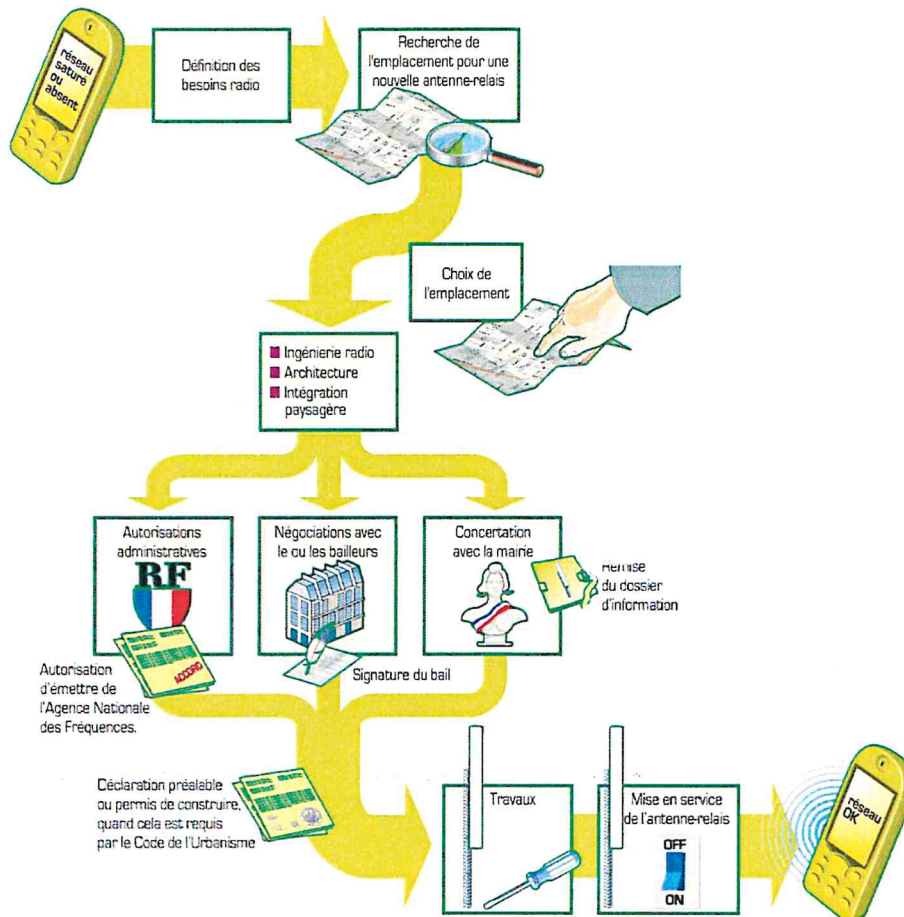 réseau
saturé
ou
absent
Définition des
besoins radio
Recherche de
l'emplacement pour une
nouvelle antenne-relais
Choix de
l'emplacement
Ingénierie radio
Architecture
Intégration
paysagère
Autorisations
administratives
RF
ACCORD
Autorisation
d'émettre de
l'Agence Nationale
des Fréquences.
Négociations avec
le ou les bailleurs
Signature du bail
Concertation
avec la mairie
Remise
du dossier
d'information
Déclaration préalable
ou permis de construire,
quand cela est requis
par le Code de l'Urbanisme
Travaux
Mise en service
de l'antenne-relais
OFF
ON
réseau
OK